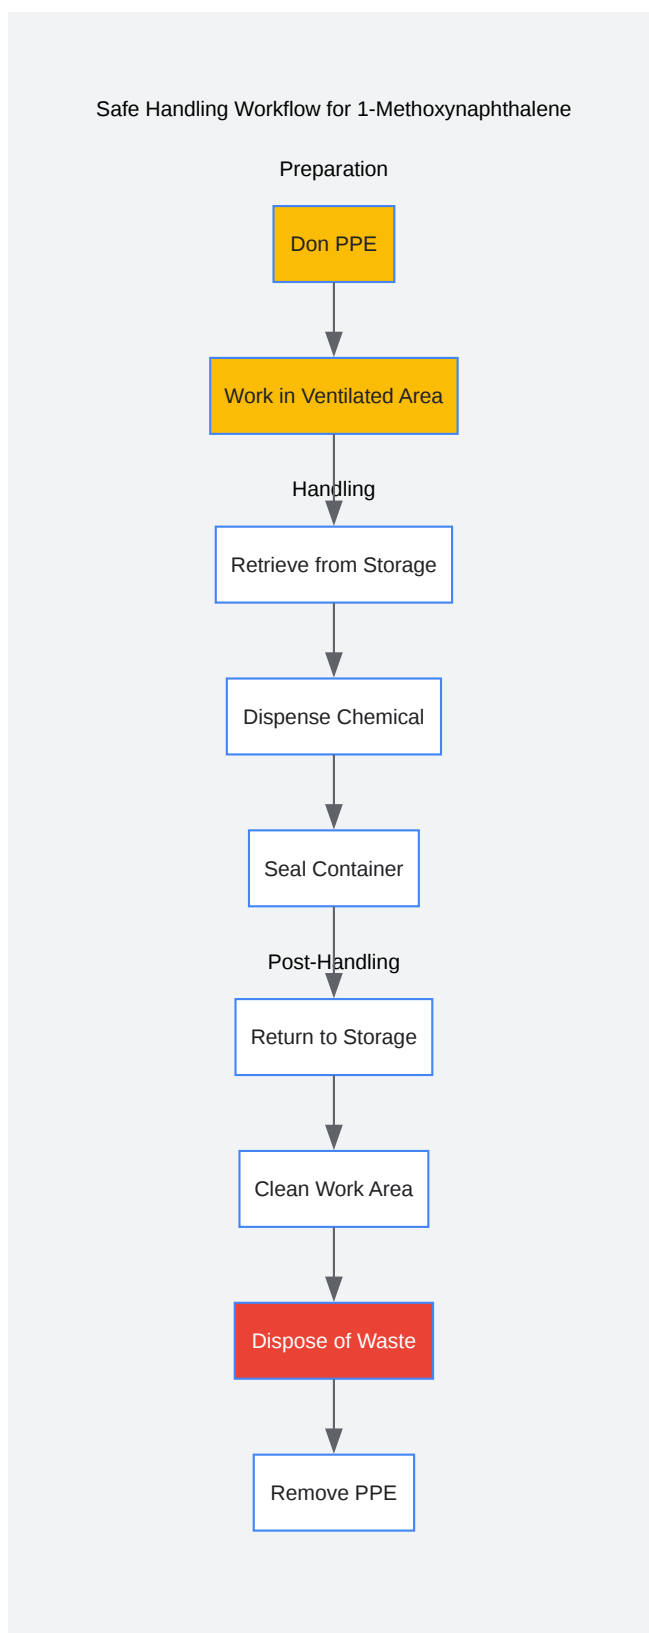 Safe Handling Workflow for 1-Methoxynaphthalene
Preparation
Don PPE
Work in Ventilated Area
Handling
Retrieve from Storage
Dispense Chemical
Seal Container
Post-Handling
Return to Storage
Clean Work Area
Dispose of Waste
Remove PPE